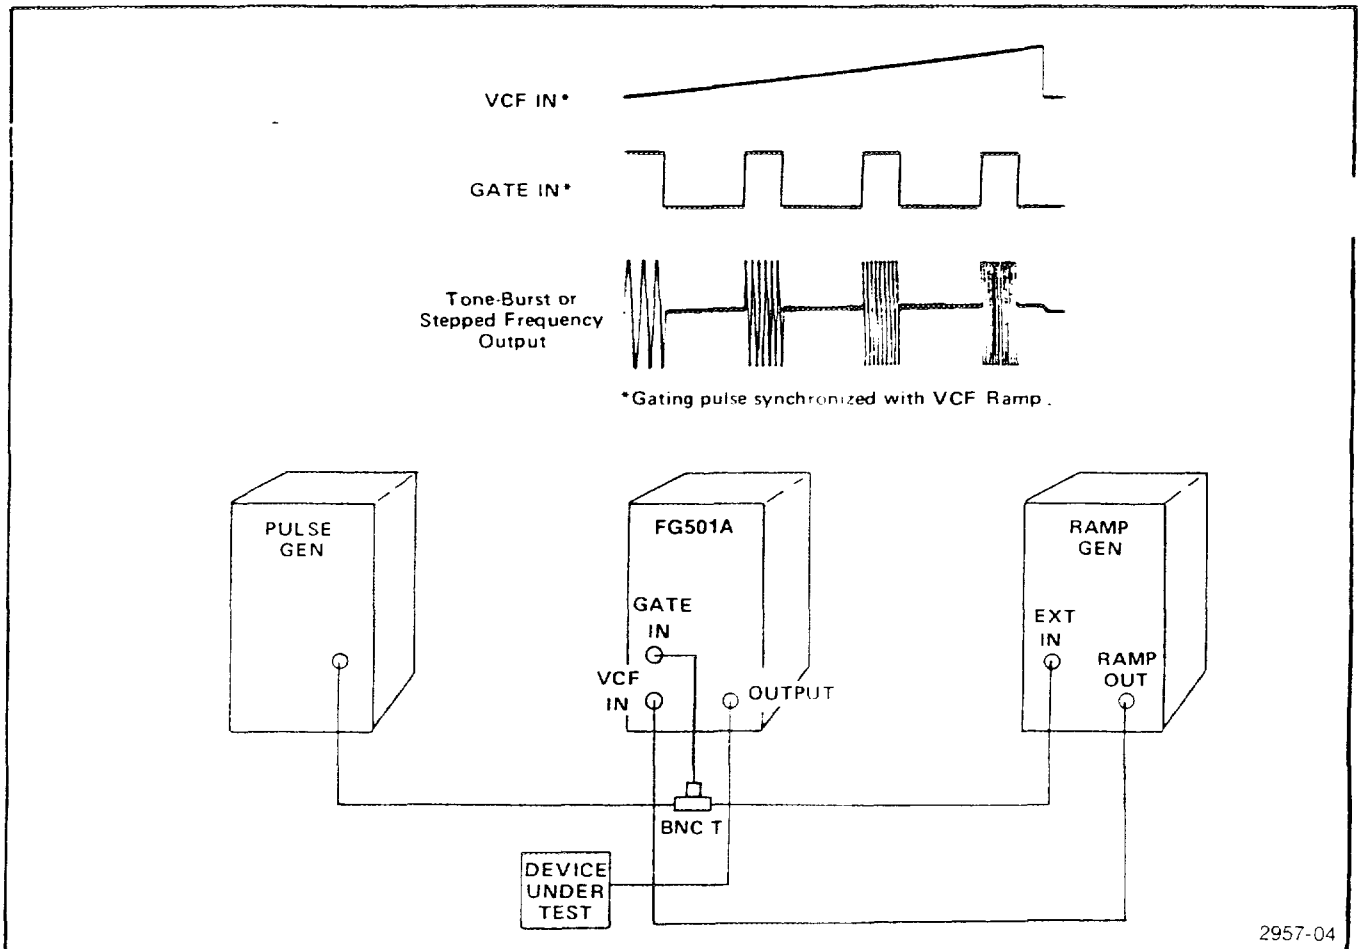 VCF IN*
GATE IN*
Tone-Burst or
Stepped Frequency
Output
*Gating pulse synchronized with VCF Ramp.
PULSE
GEN
FG501A
GATE
IN
VCF
IN
OUTPUT
RAMP
GEN
EXT
IN
RAMP
OUT
BNC T
DEVICE
UNDER
TEST
2957-04